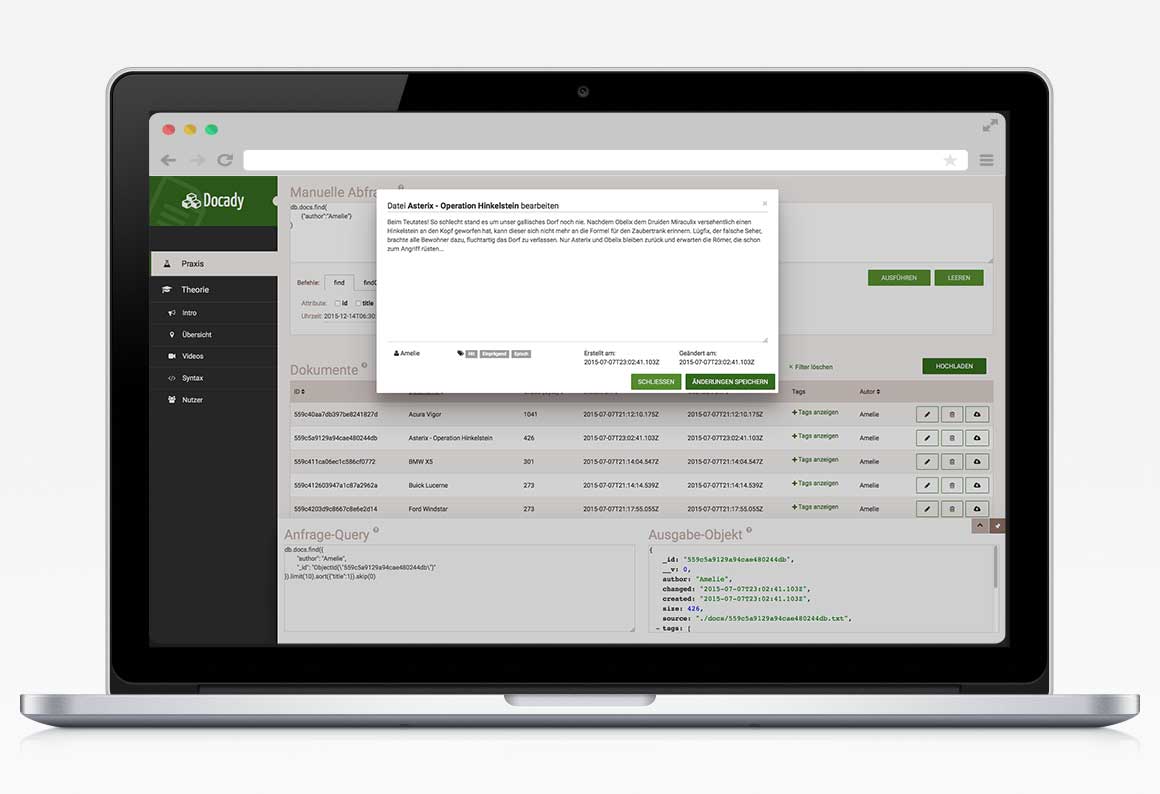 Docady
Praxis
Theorie
Intro
Übersicht
Videos
Syntax
Nutzer
Manuelle
db.docs.find(
{"author":"Amelie"}
)
Befehle: find
Attribute: id title
Uhrzeit: 2015-12-14T06:30:
AUSFÜHREN LEEREN
Datei Asterix - Operation Hinkelstein bearbeiten ×
Beim Teutates! So schlecht stand es um unser gallisches Dorf noch nie. Nachdem Obelix dem Druiden Miraculix versehentlich einen
Hinkelstein an den Kopf geworfen hat, kann dieser sich nicht mehr an die Formel für den Zaubertrank erinnern. Lügfix, der falsche Seher,
brachte alle Bewohner dazu, fluchtartig das Dorf zu verlassen. Nur Asterix und Obelix bleiben zurück und erwarten die Römer, die schon
zum Angriff rüsten...
Amelie Hit Einprägend Episch Erstellt am: Geändert am:
2015-07-07T23:02:41.103Z 2015-07-07T23:02:41.103Z
SCHLIESSEN ÄNDERUNGEN SPEICHERN
Dokumente × Filter löschen HOCHLADEN
ID Tags Autor
559c40aa7db397be8241827d Acura Vigor 1041 2015-07-07T21:12:10.175Z 2015-07-07T21:12:10.175Z + Tags anzeigen Amelie
559c5a9129a94cae480244db Asterix - Operation Hinkelstein 426 2015-07-07T23:02:41.103Z 2015-07-07T23:02:41.103Z + Tags anzeigen Amelie
559c411ca06ec1c586cf0772 BMW X5 301 2015-07-07T21:14:04.547Z 2015-07-07T21:14:04.547Z + Tags anzeigen Amelie
559c412603947a1c87a2962a Buick Lucerne 273 2015-07-07T21:14:14.539Z 2015-07-07T21:14:14.539Z + Tags anzeigen Amelie
559c4203d9c8667c8e6e2d14 Ford Windstar 273 2015-07-07T21:17:55.055Z 2015-07-07T21:17:55.055Z + Tags anzeigen Amelie
Anfrage-Query
db.docs.find({
"author": "Amelie",
"_id": "ObjectId(\"559c5a9129a94cae480244db\")"
}).limit(10).sort({"title":1}).skip(0)
Ausgabe-Objekt
{
_id: "559c5a9129a94cae480244db",
__v: 0,
author: "Amelie",
changed: "2015-07-07T23:02:41.103Z",
created: "2015-07-07T23:02:41.103Z",
size: 426,
source: "./docs/559c5a9129a94cae480244db.txt",
- tags: [